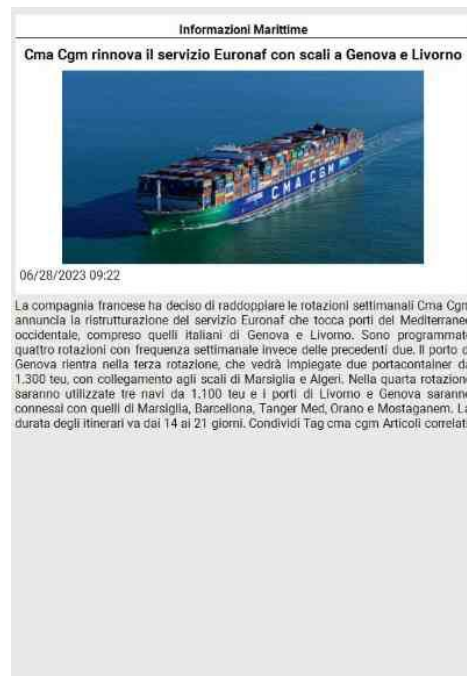 Informazioni Marittime
Cma Cgm rinnova il servizio Euronaf con scali a Genova e Livorno
CMA CGM
06/28/2023 09:22
La compagnia francese ha deciso di raddoppiare le rotazioni settimanali Cma Cgm
annuncia la ristrutturazione del servizio Euronaf che tocca porti del Mediterraneo
occidentale, compreso quelli italiani di Genova e Livorno. Sono programmate
quattro rotazioni con frequenza settimanale invece delle precedenti due. Il porto d
Genova rientra nella terza rotazione, che vedrà impiegate due portacontainer da
1.300 teu, con collegamento agli scali di Marsiglia e Algeri. Nella quarta rotazione
saranno utilizzate tre navi da 1.100 teu e i porti di Livorno e Genova saranno
connessi con quelli di Marsiglia, Barcellona, Tanger Med, Orano e Mostaganem. La
durata degli itinerari va dai 14 ai 21 giorni. Condividi Tag cma cgm Articoli correlati